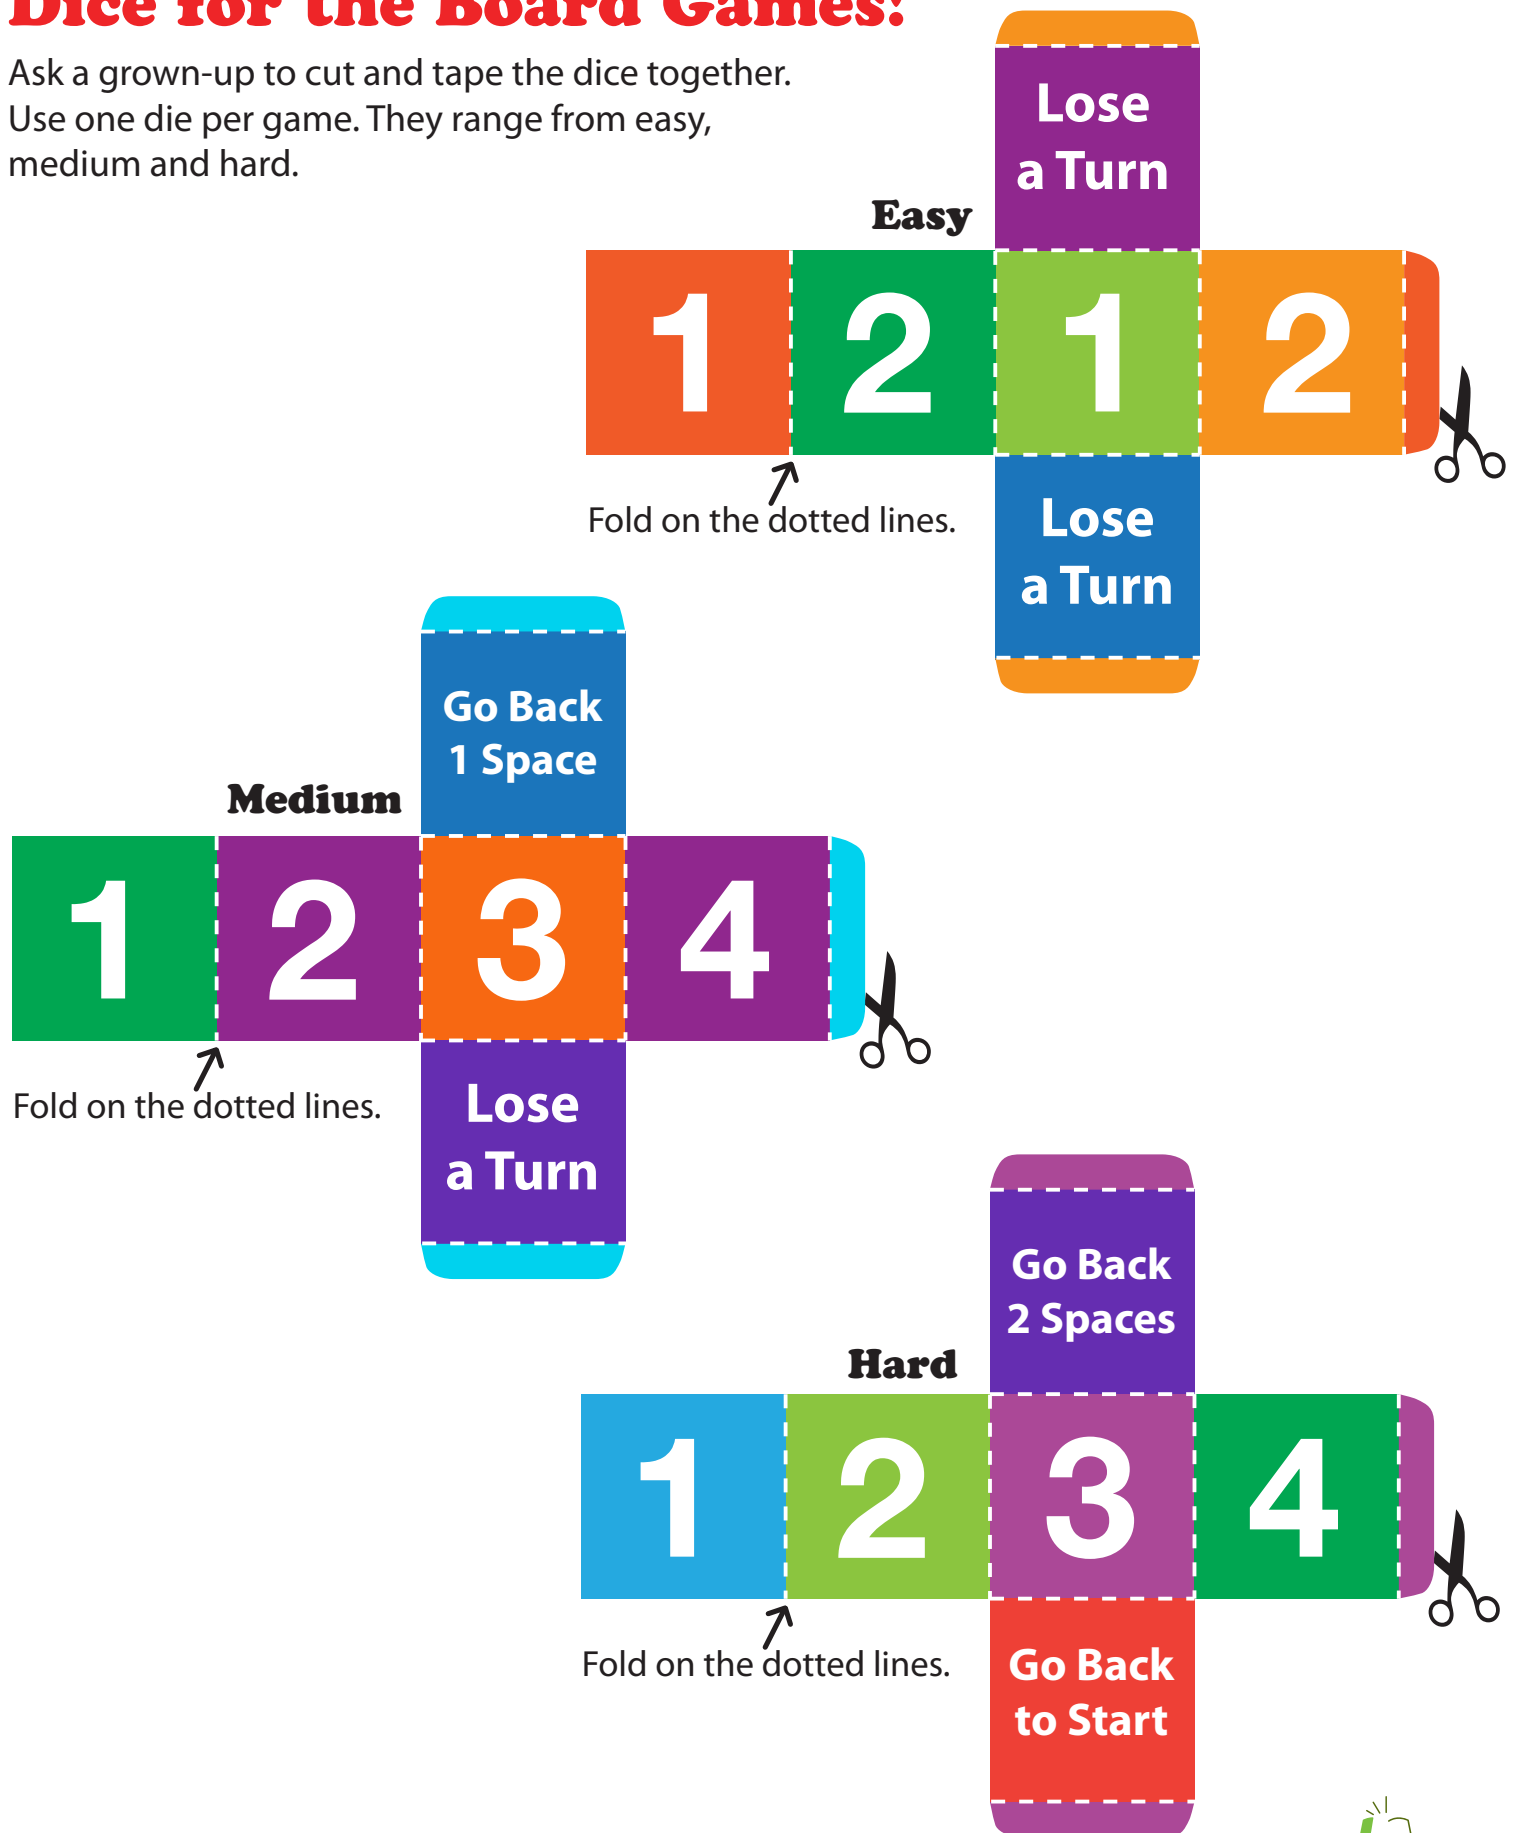 Dice for the Board Games!
Ask a grown-up to cut and tape the dice together.
Use one die per game. They range from easy,
medium and hard.
Easy
Lose
a Turn
1 2 1 2
Fold on the dotted lines.
Lose
a Turn
Medium
Go Back
1 Space
1 2 3 4
Fold on the dotted lines.
Lose
a Turn
Hard
Go Back
2 Spaces
1 2 3 4
Fold on the dotted lines.
Go Back
to Start